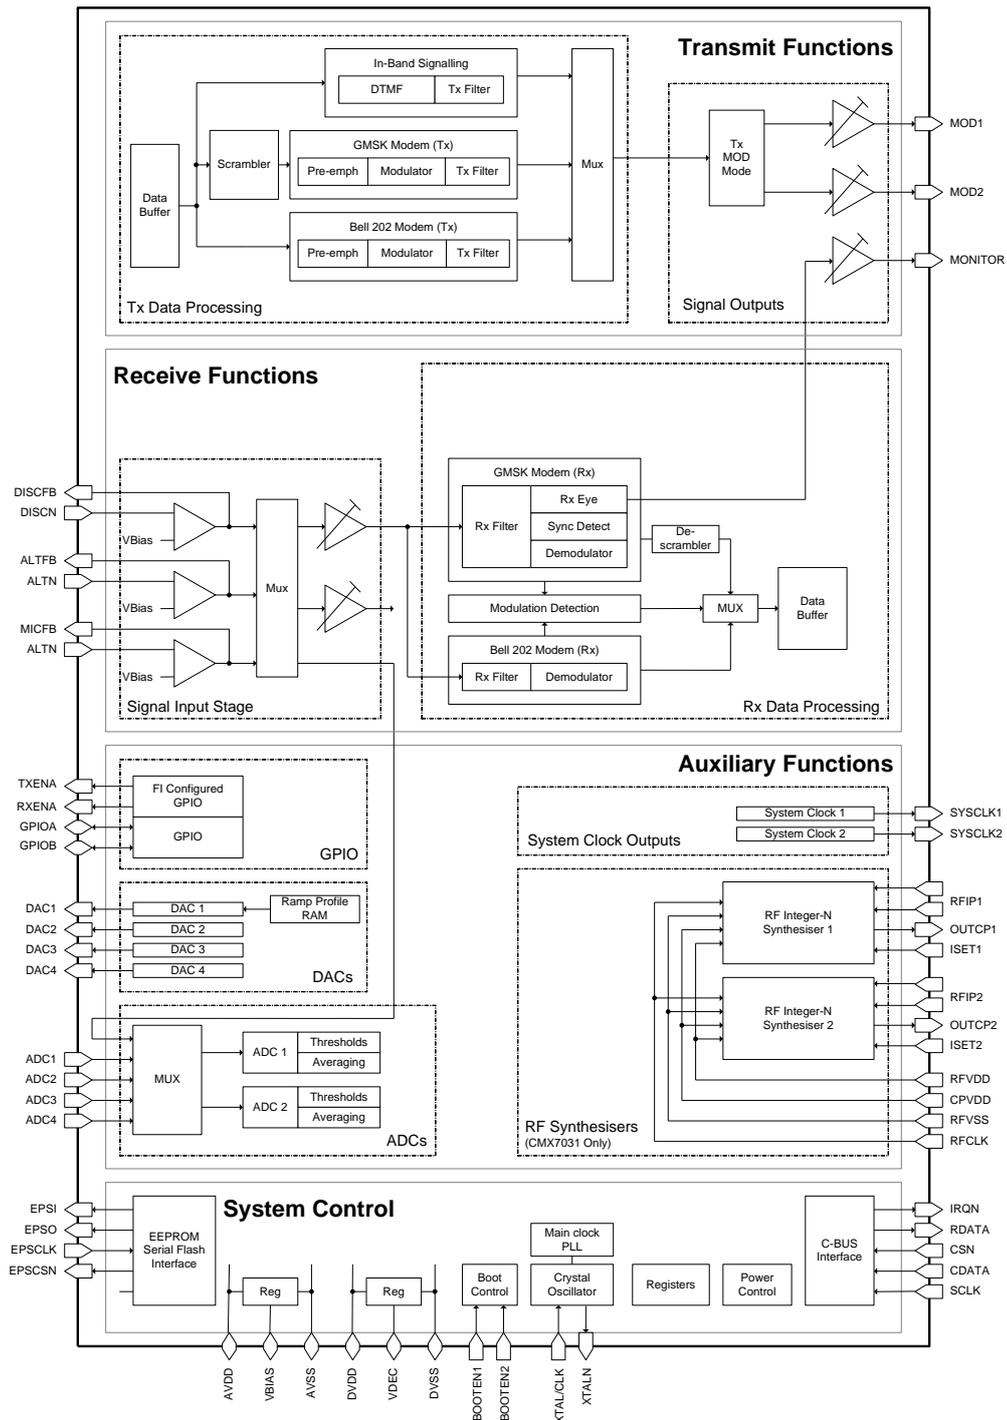 Transmit Functions
In-Band Signalling
DTMF
Tx Filter
GMSK Modem (Tx)
Scrambler
Pre-emph
Modulator
Tx Filter
Data
Buffer
Bell 202 Modem (Tx)
Pre-emph
Modulator
Tx Filter
Mux
Tx Data Processing
Tx
MOD
Mode
Signal Outputs
MOD1
MOD2
MONITOR
Receive Functions
DISCFB
DISCN
VBias
ALTFB
ALTN
VBias
MICFB
ALTN
VBias
Mux
Signal Input Stage
GMSK Modem (Rx)
Rx Filter
Rx Eye
Sync Detect
Demodulator
De-
scrambler
Modulation Detection
MUX
Data
Buffer
Bell 202 Modem (Rx)
Rx Filter
Demodulator
Rx Data Processing
Auxiliary Functions
TXENA
RXENA
GPIOA
GPIOB
FI Configured
GPIO
GPIO
GPIO
System Clock 1
System Clock 2
System Clock Outputs
SYSCLK1
SYSCLK2
DAC1
DAC2
DAC3
DAC4
DAC 1
DAC 2
DAC 3
DAC 4
Ramp Profile
RAM
DACs
RF Integer-N
Synthesiser 1
RFIP1
OUTCP1
ISET1
RF Integer-N
Synthesiser 2
RFIP2
OUTCP2
ISET2
RFVDD
CPVDD
RFVSS
RFCLK
RF Synthesisers
(CMX7031 Only)
ADC1
ADC2
ADC3
ADC4
MUX
ADC 1
Thresholds
Averaging
ADC 2
Thresholds
Averaging
ADCs
System Control
EPSI
EPSO
EPSCLK
EPSCSN
EEPROM
Serial Flash
Interface
Reg
Reg
Boot
Control
Main clock
PLL
Crystal
Oscillator
Registers
Power
Control
C-BUS
Interface
IRQN
RDATA
CSN
CDATA
SCLK
AVDD
VBIAS
AVSS
DVDD
VDEC
DVSS
BOOTEN1
BOOTEN2
XTAL/CLK
XTALN